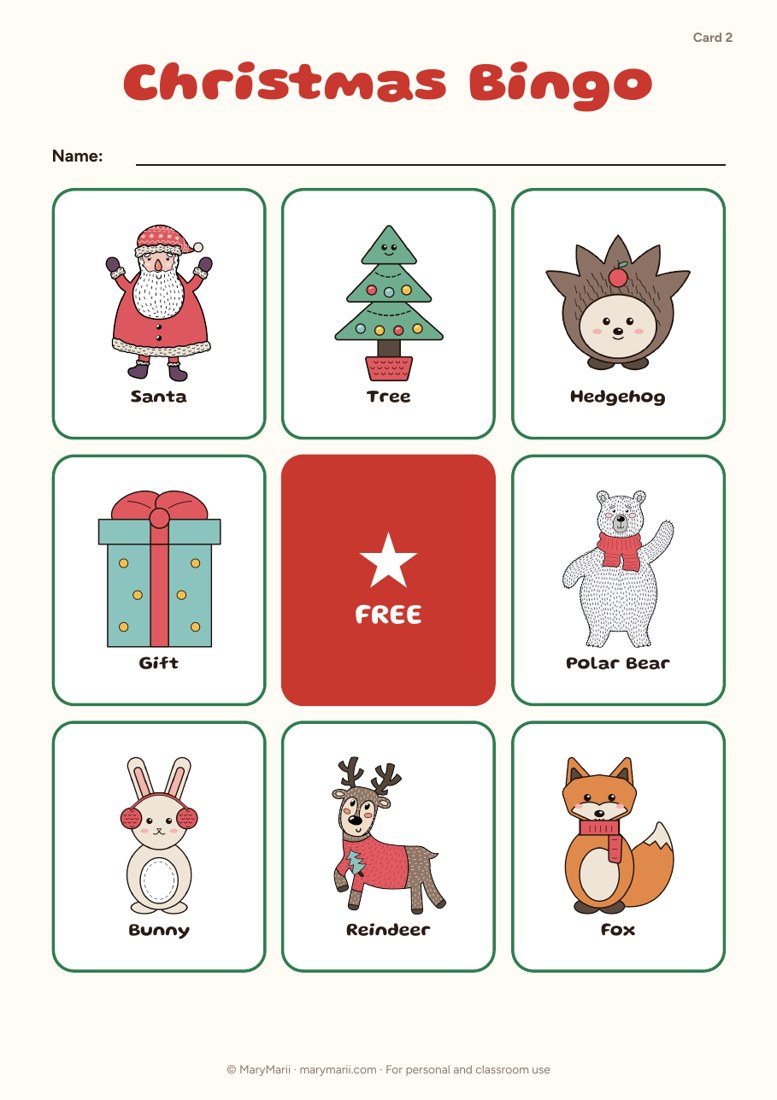 Card 2
Christmas Bingo
Name:
Santa
Tree
Hedgehog
Gift
FREE
Polar Bear
Bunny
Reindeer
Fox
© MaryMarii · marymarii.com · For personal and classroom use